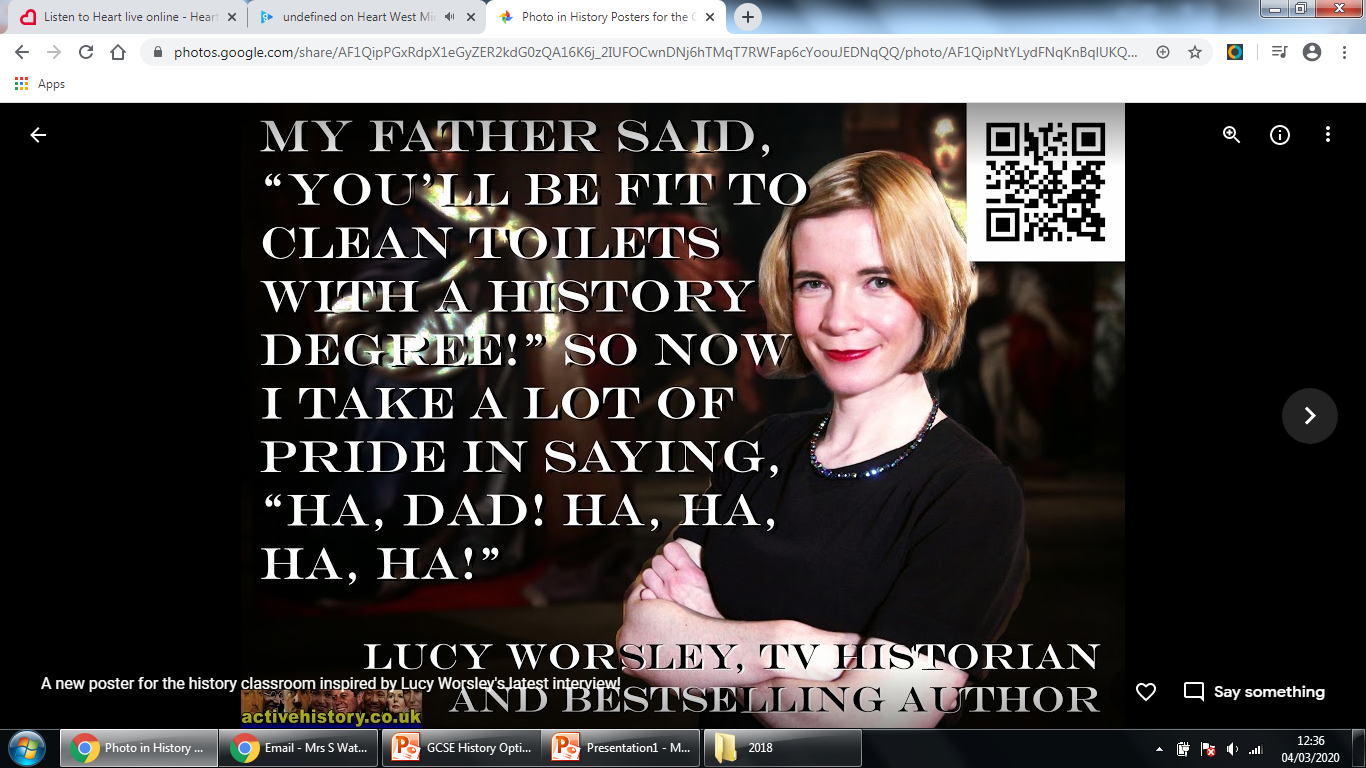 Listen to Heart live online - Hear
undefined on Heart West Mi
Photo in History Posters for the C
photos.google.com/share/AF1QipPGxRdpX1eGyZER2kdG0zQA16K6j_2IUFOCwnDNj6hTMqT7RWFap6cYoouJEDNqQQ/photo/AF1QipNtYLydFNqKnBqlUKQ...
Apps
MY FATHER SAID,
“YOU’LL BE FIT TO
CLEAN TOILETS
WITH A HISTORY
DEGREE!” SO NOW
I TAKE A LOT OF
PRIDE IN SAYING,
“HA, DAD! HA, HA,
HA, HA!”
LUCY WORSLEY, TV HISTORIAN
AND BESTSELLING AUTHOR
A new poster for the history classroom inspired by Lucy Worsley's latest interview!
activehistory.co.uk
Say something
Photo in History ...
Email - Mrs S Wat...
GCSE History Opti...
Presentation1 - M...
2018
12:36
04/03/2020